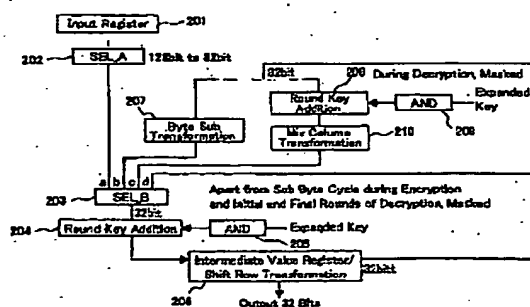 Input Register
201
202
SEL A
128bit to 32bit
32bit
209
During Decryption, Masked
207
Round Key
Addition
AND
Expanded
Key
Byte Sub
Transformation
Mix Column
Transformation
210
208
a b c d
203
SEL B
Apart from Sub Byte Cycle during Encryption
and Initial and Final Rounds of Decryption, Masked
32bit
204
Round Key Addition
AND
Expanded Key
205
Intermediate Value Register/
Shift Row Transformation
32bit
206
Output 32 Bits